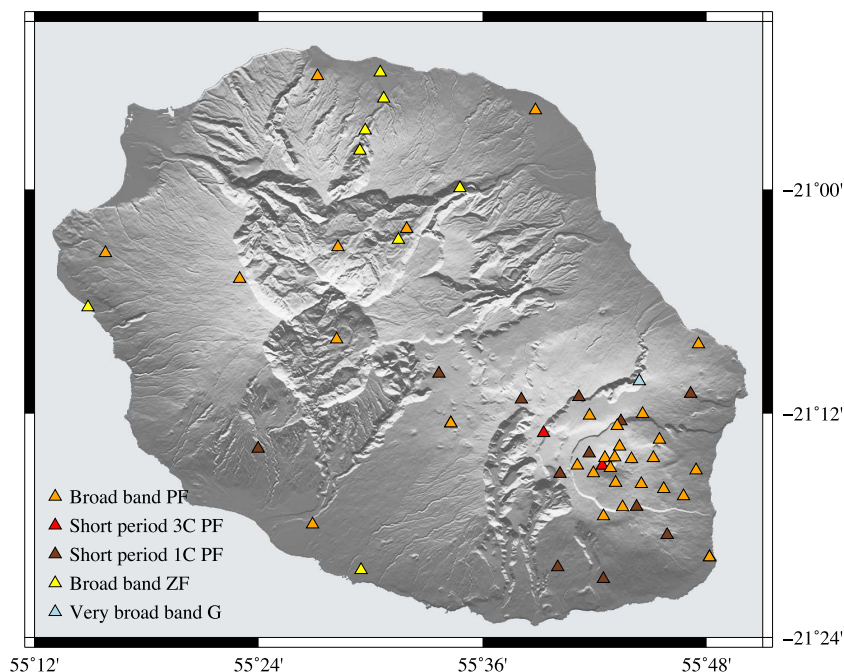 −21°00'
−21°12'
Broad band PF
Short period 3C PF
Short period 1C PF
Broad band ZF
Very broad band G
−21°24'
55°12' 55°24' 55°36' 55°48'